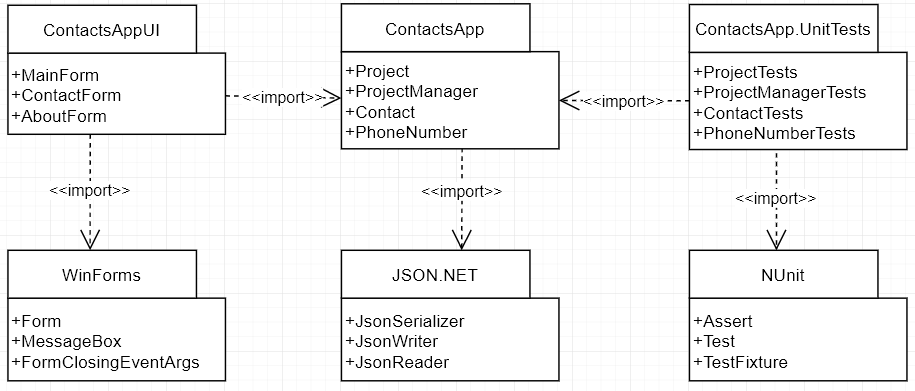 ContactsAppUI
+MainForm
+ContactForm
+AboutForm
<<import>>
ContactsApp
+Project
+ProjectManager
+Contact
+PhoneNumber
<<import>>
ContactsApp.UnitTests
+ProjectTests
+ProjectManagerTests
+ContactTests
+PhoneNumberTests
<<import>>
<<import>>
<<import>>
WinForms
+Form
+MessageBox
+FormClosingEventArgs
JSON.NET
+JsonSerializer
+JsonWriter
+JsonReader
NUnit
+Assert
+Test
+TestFixture